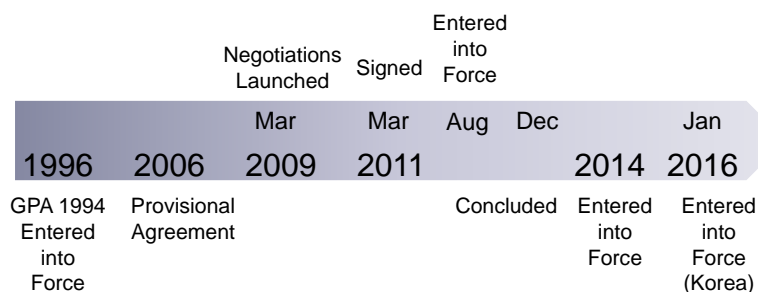 Negotiations
Launched
Signed
Entered
into
Force
Mar
Mar
Aug
Dec
Jan
1996
2006
2009
2011
2014
2016
GPA 1994
Entered
into
Force
Provisional
Agreement
Concluded
Entered
into
Force
Entered
into
Force
(Korea)